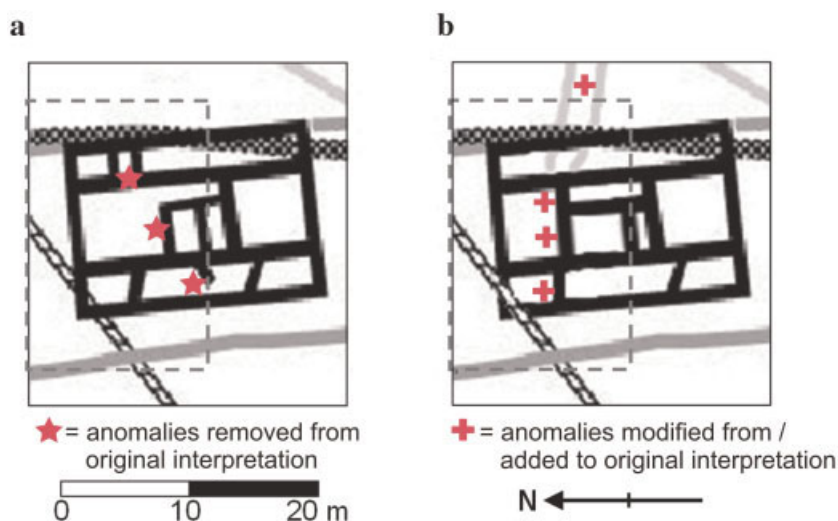 a
b
= anomalies removed from
original interpretation
= anomalies modified from /
added to original interpretation
0 10 20 m
N